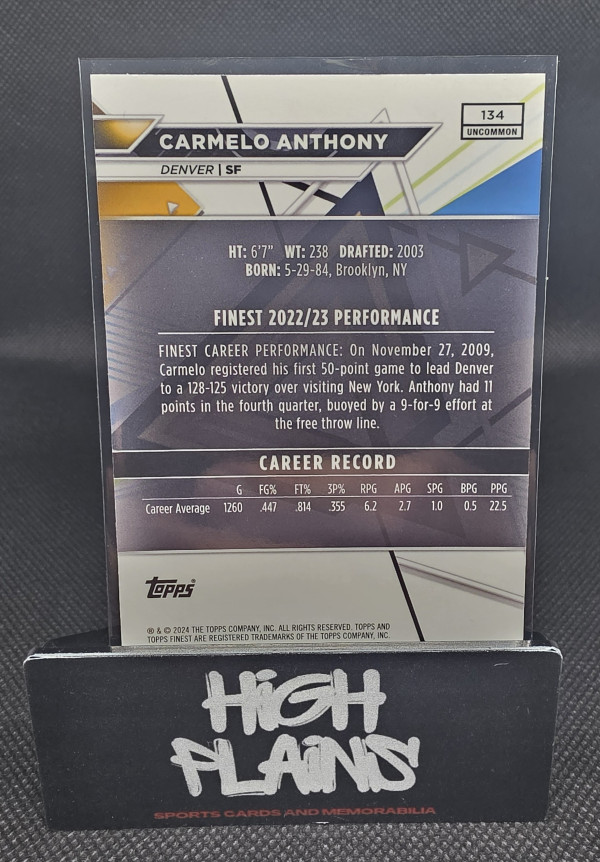 134
UNCOMMON
CARMELO ANTHONY
DENVER | SF
HT: 6'7" WT: 238 DRAFTED: 2003
BORN: 5-29-84, Brooklyn, NY
FINEST 2022/23 PERFORMANCE
FINEST CAREER PERFORMANCE: On November 27, 2009,
Carmelo registered his first 50-point game to lead Denver
to a 128-125 victory over visiting New York. Anthony had 11
points in the fourth quarter, buoyed by a 9-for-9 effort at
the free throw line.
CAREER RECORD
G FG% FT% 3P% RPG APG SPG BPG PPG
Career Average 1260 .447 .814 .355 6.2 2.7 1.0 0.5 22.5
topps®
® & © 2024 THE TOPPS COMPANY, INC. ALL RIGHTS RESERVED. TOPPS AND
TOPPS FINEST ARE REGISTERED TRADEMARKS OF THE TOPPS COMPANY, INC.
HiGH
PLAiNS
SPORTS CARDS AND MEMORABILIA